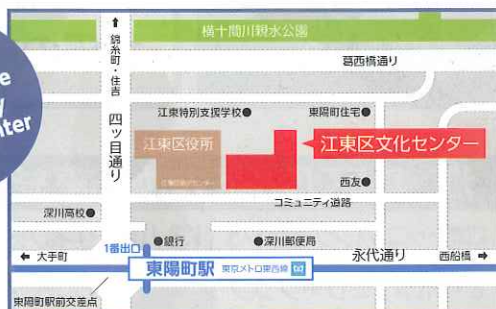 横十間川親水公園
葛西橋通り
錦糸町・住吉
四ッ目通り
江東特別支援学校
東陽町住宅
江東区役所
江東区文化センター
西友
コミュニティ道路
深川高校
1番出口
銀行
深川郵便局
永代通り
大手町
西船橋
東陽町駅 東京メトロ東西線
東陽町駅前交差点